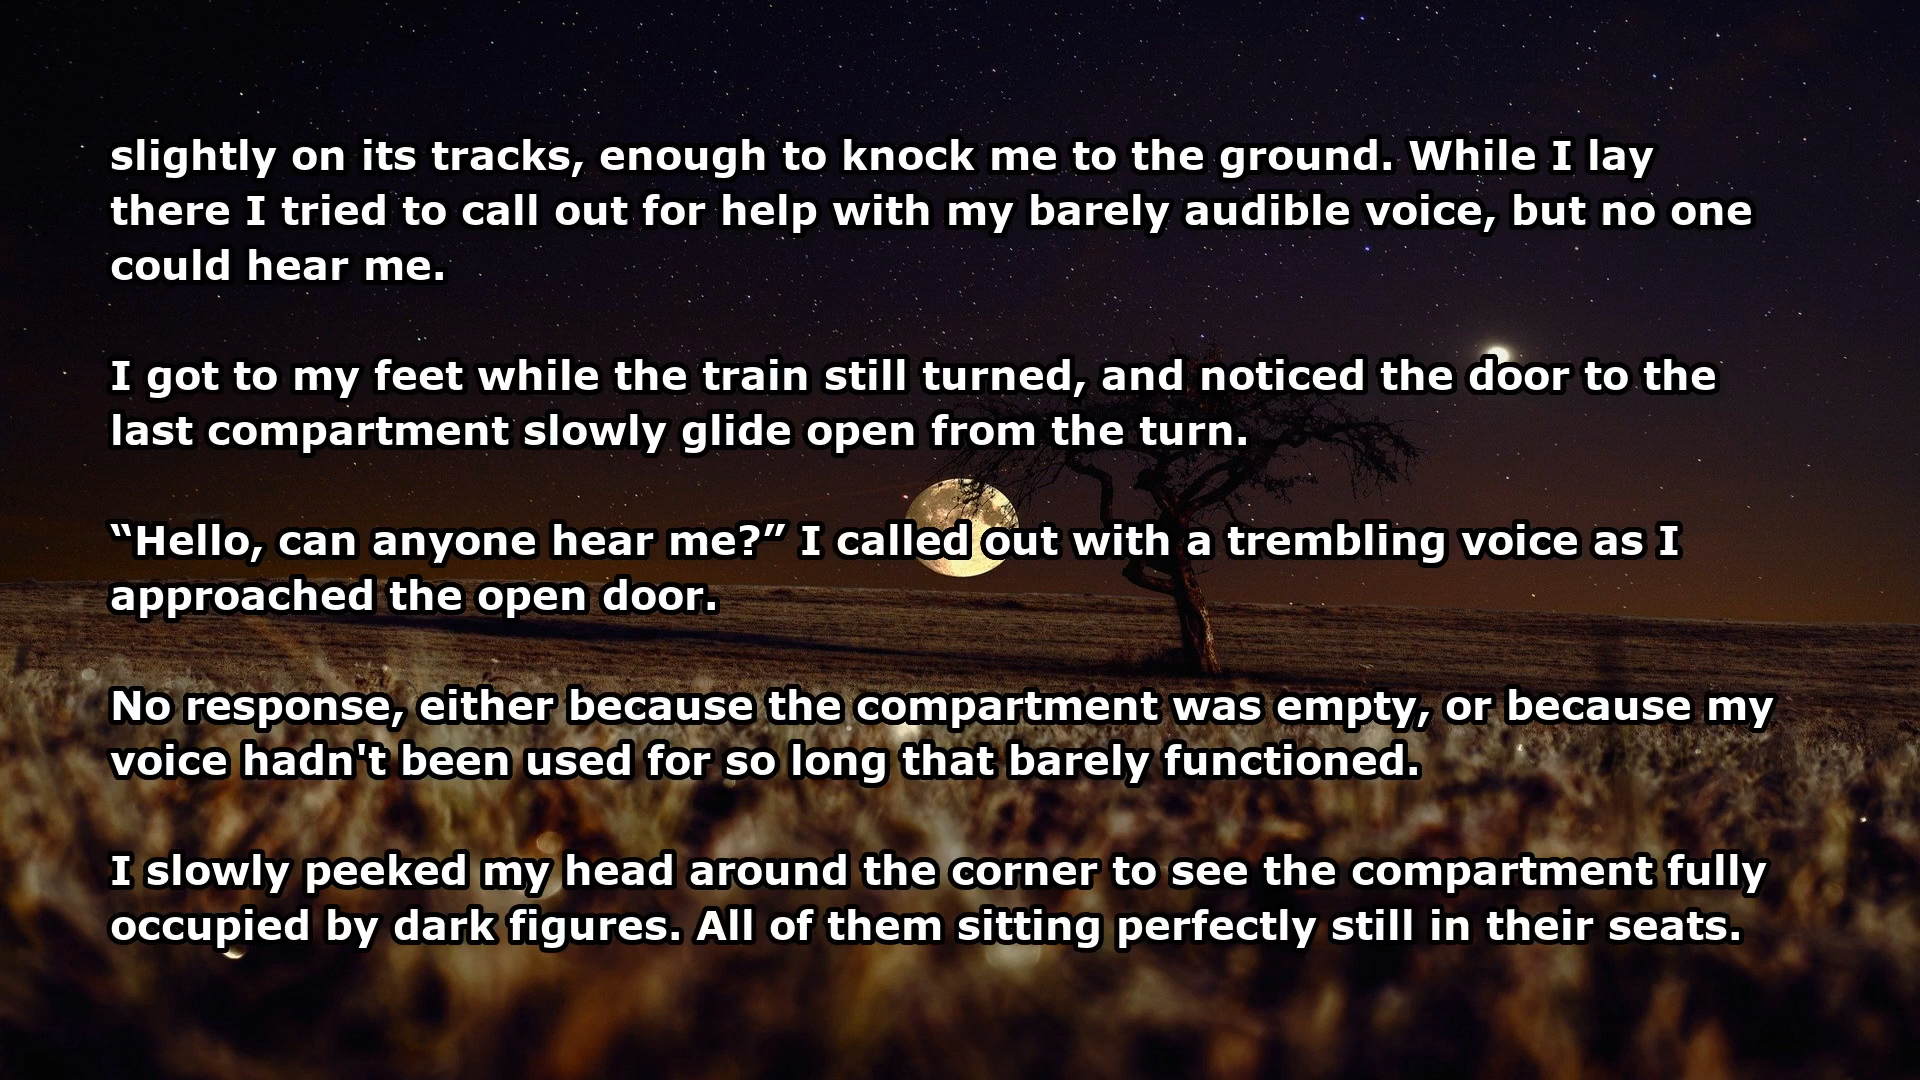 slightly on its tracks, enough to knock me to the ground. While I lay
there I tried to call out for help with my barely audible voice, but no one
could hear me.
I got to my feet while the train still turned, and noticed the door to the
last compartment slowly glide open from the turn.
“Hello, can anyone hear me?” I called out with a trembling voice as I
approached the open door.
No response, either because the compartment was empty, or because my
voice hadn't been used for so long that barely functioned.
I slowly peeked my head around the corner to see the compartment fully
occupied by dark figures. All of them sitting perfectly still in their seats.